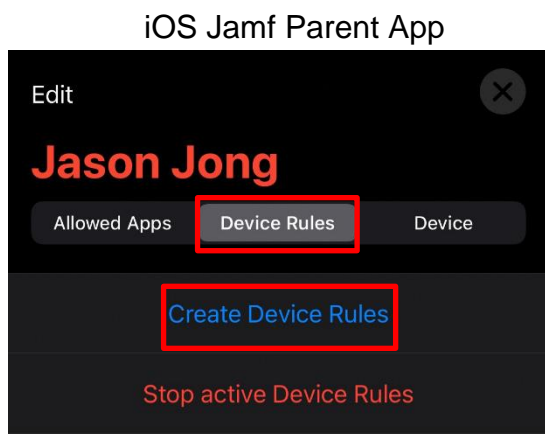 iOS Jamf Parent App
Edit
Jason Jong
Allowed Apps Device Rules Device
Create Device Rules
Stop active Device Rules